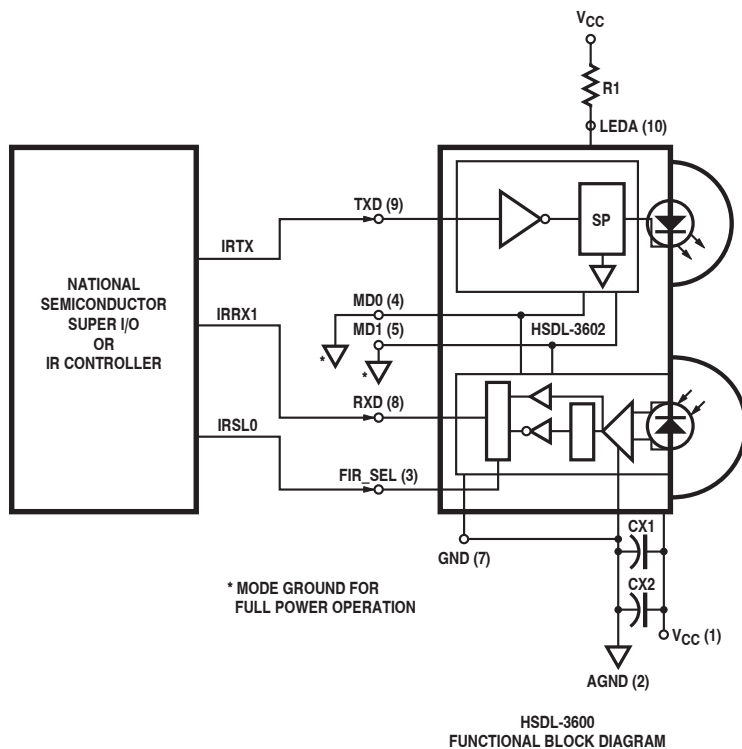 VCC
R1
LEDA (10)
TXD (9)
SP
IRTX
NATIONAL
SEMICONDUCTOR
SUPER I/O
OR
IR CONTROLLER
MD0 (4)
HSDL-3602
MD1 (5)
*
*
IRRX1
RXD (8)
IRSL0
FIR_SEL (3)
GND (7)
CX1
* MODE GROUND FOR
FULL POWER OPERATION
CX2
VCC (1)
AGND (2)
HSDL-3600
FUNCTIONAL BLOCK DIAGRAM